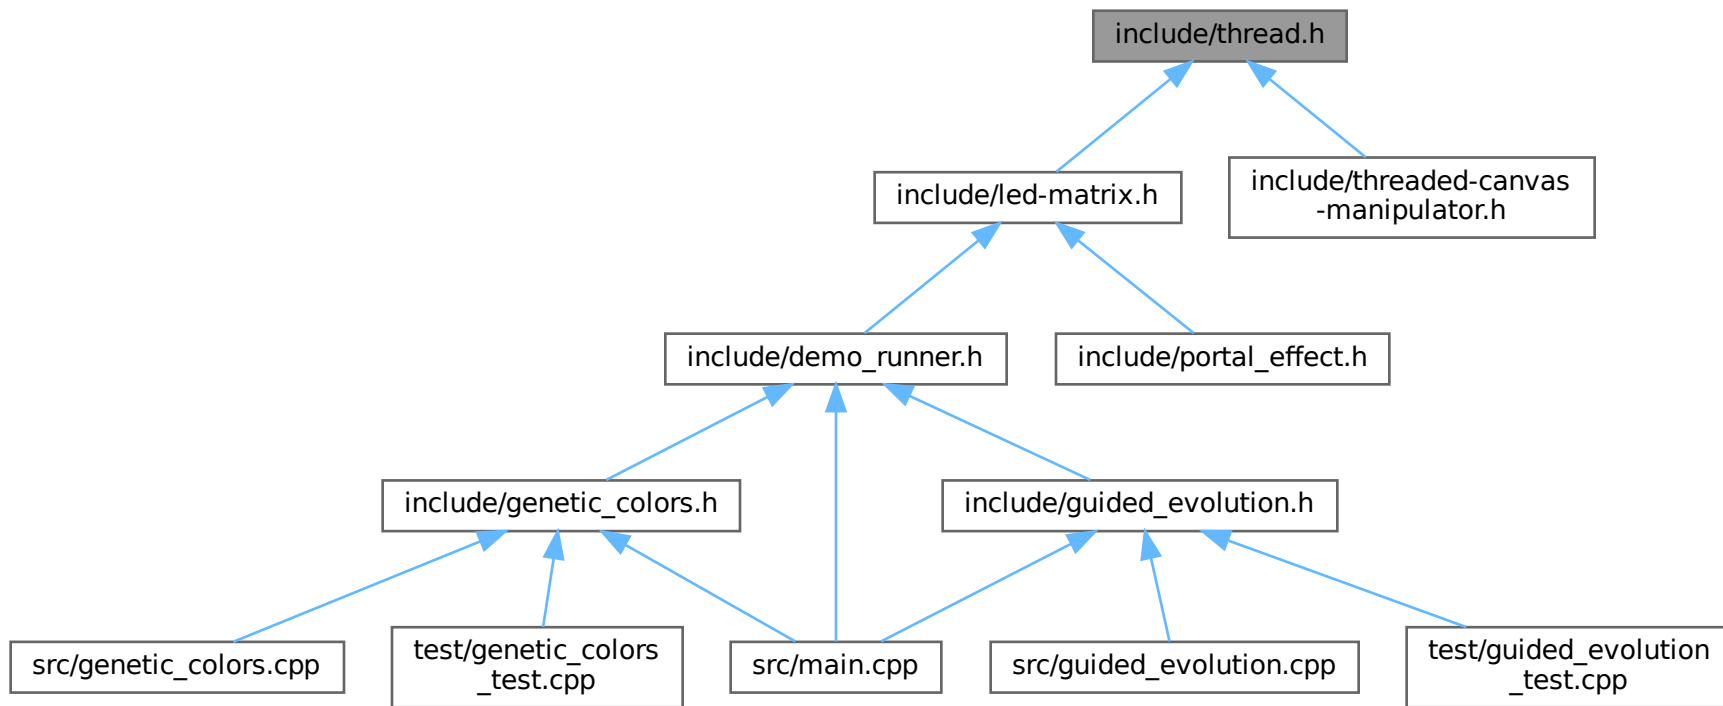 include/thread.h
include/led-matrix.h
include/threaded-canvas
-manipulator.h
include/demo_runner.h
include/portal_effect.h
include/genetic_colors.h
include/guided_evolution.h
src/genetic_colors.cpp
test/genetic_colors
_test.cpp
src/main.cpp
src/guided_evolution.cpp
test/guided_evolution
_test.cpp